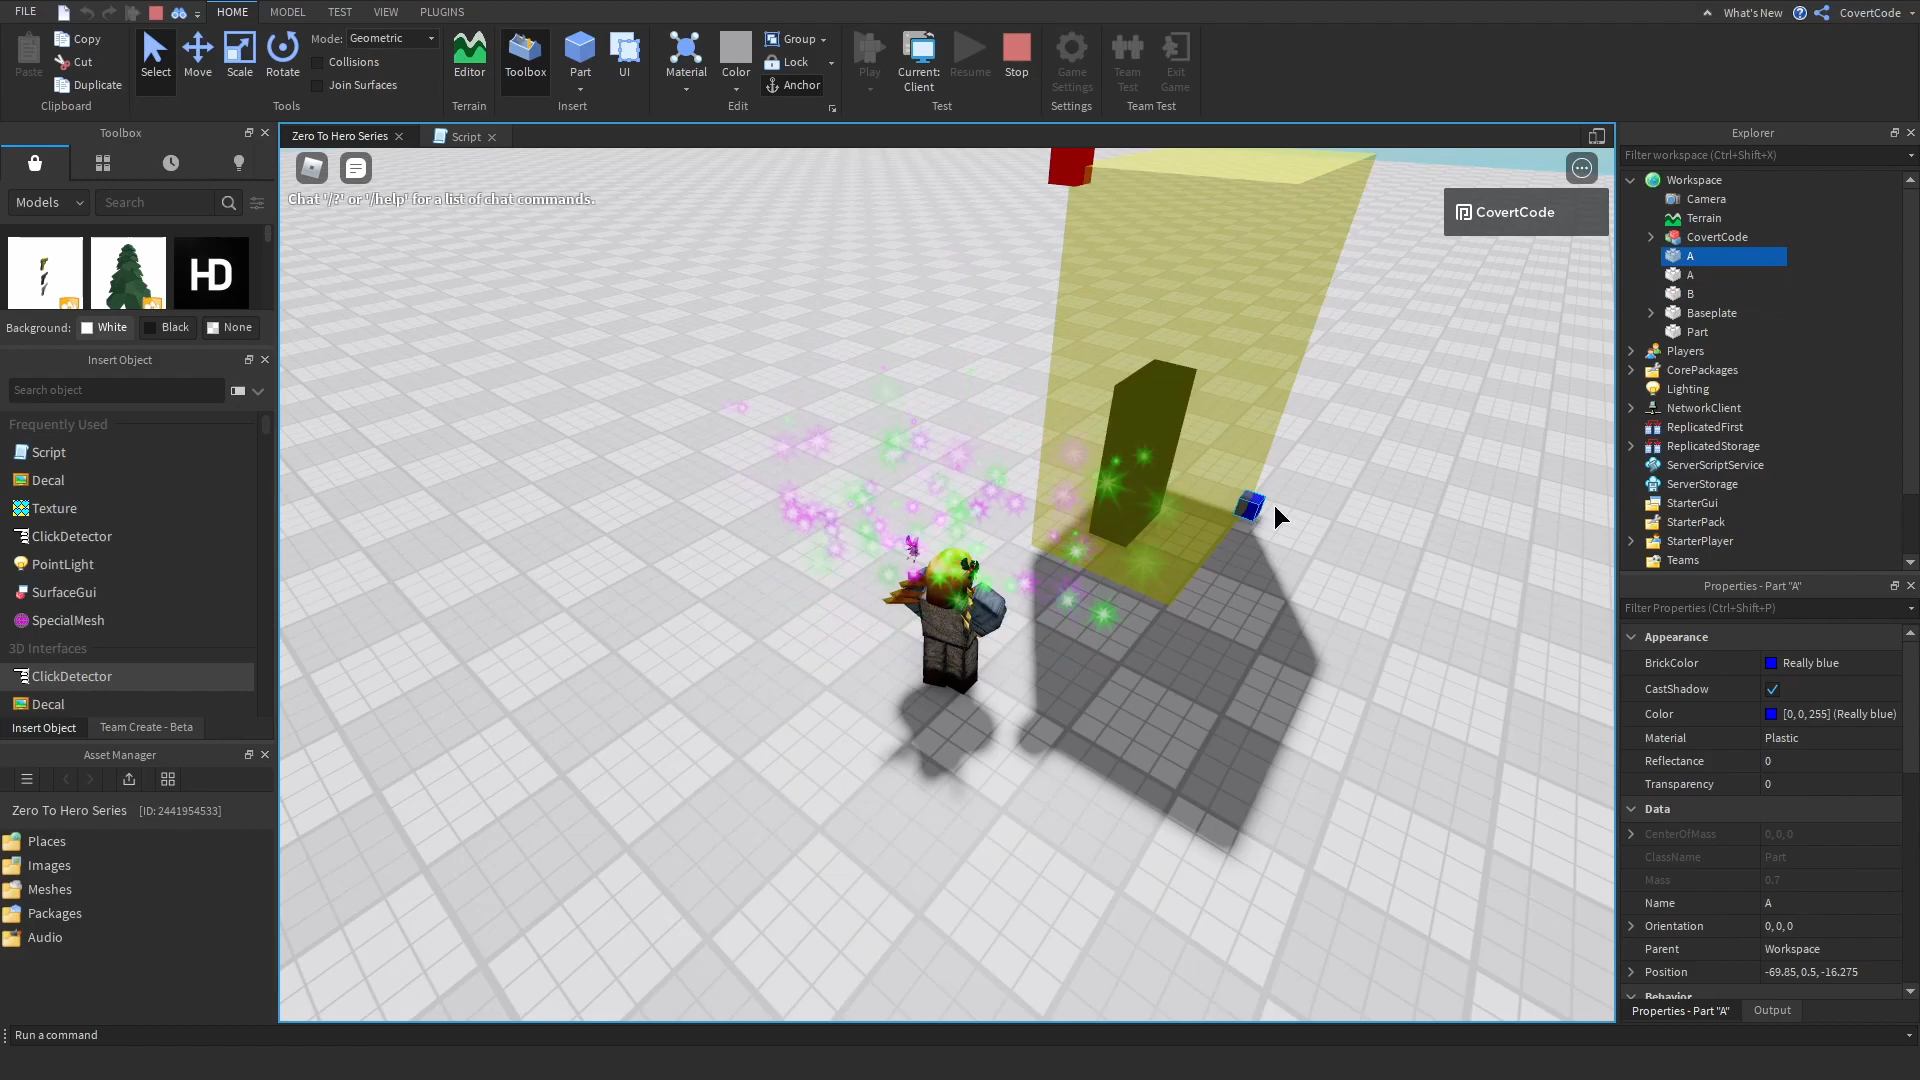 FILE
HOME
MODEL
TEST
VIEW
PLUGINS
What's New
CovertCode
Paste
Copy
Cut
Duplicate
Clipboard
Select
Move
Scale
Rotate
Mode: Geometric
Collisions
Join Surfaces
Tools
Editor
Terrain
Toolbox
Part
UI
Insert
Material
Color
Group
Lock
Anchor
Edit
Play
Current:
Client
Resume
Stop
Test
Game
Settings
Settings
Team
Test
Exit
Game
Team Test
Toolbox
Models
Search
HD
Background:
White
Black
None
Insert Object
Search object
Frequently Used
Script
Decal
Texture
ClickDetector
PointLight
SurfaceGui
SpecialMesh
3D Interfaces
ClickDetector
Decal
Insert Object
Team Create - Beta
Asset Manager
Zero To Hero Series
[ID: 2441954533]
Places
Images
Meshes
Packages
Audio
Run a command
Zero To Hero Series
Script
Chat '/?' or '/help' for a list of chat commands.
CovertCode
Explorer
Filter workspace (Ctrl+Shift+X)
Workspace
Camera
Terrain
CovertCode
A
A
B
Baseplate
Part
Players
CorePackages
Lighting
NetworkClient
ReplicatedFirst
ReplicatedStorage
ServerScriptService
ServerStorage
StarterGui
StarterPack
StarterPlayer
Teams
Properties - Part "A"
Filter Properties (Ctrl+Shift+P)
Appearance
BrickColor Really blue
CastShadow
Color [0, 0, 255] (Really blue)
Material Plastic
Reflectance 0
Transparency 0
Data
CenterOfMass 0, 0, 0
ClassName Part
Mass 0.7
Name A
Orientation 0, 0, 0
Parent Workspace
Position -69.85, 0.5, -16.275
Behavior
Properties - Part "A"
Output